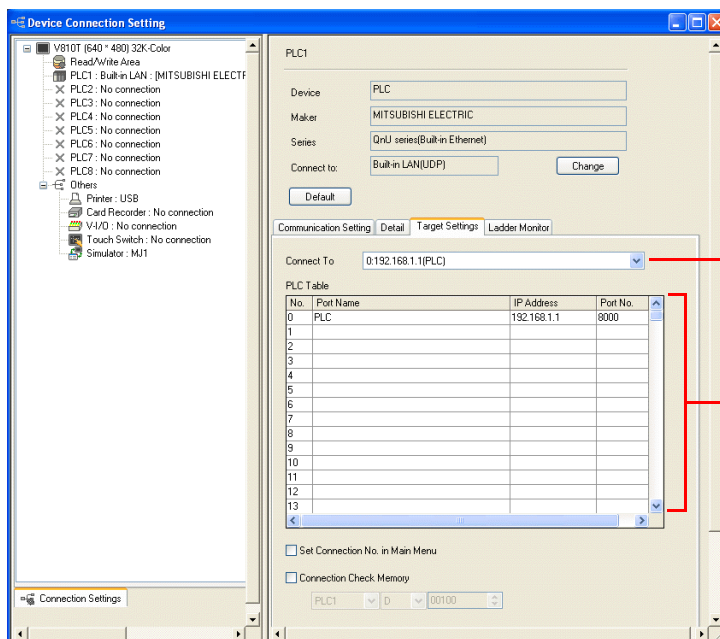 Device Connection Setting
V810T (640 * 480) 32K-Color
Read/Write Area
PLC1 : Built-in LAN : [MITSUBISHI ELECTF
PLC2 : No connection
PLC3 : No connection
PLC4 : No connection
PLC5 : No connection
PLC6 : No connection
PLC7 : No connection
PLC8 : No connection
Others
Printer : USB
Card Recorder : No connection
V-I/O : No connection
Touch Switch : No connection
Simulator : MJ1
Connection Settings
PLC1
Device PLC
Maker MITSUBISHI ELECTRIC
Series QnU series(Built-in Ethernet)
Connect to: Built-in LAN(UDP) Change
Default
Communication Setting Detail Target Settings Ladder Monitor
Connect To 0:192.168.1.1(PLC)
PLC Table
No. Port Name IP Address Port No.
0 PLC 192.168.1.1 8000
1
2
3
4
5
6
7
8
9
10
11
12
13
Set Connection No. in Main Menu
Connection Check Memory
PLC1 D 00100